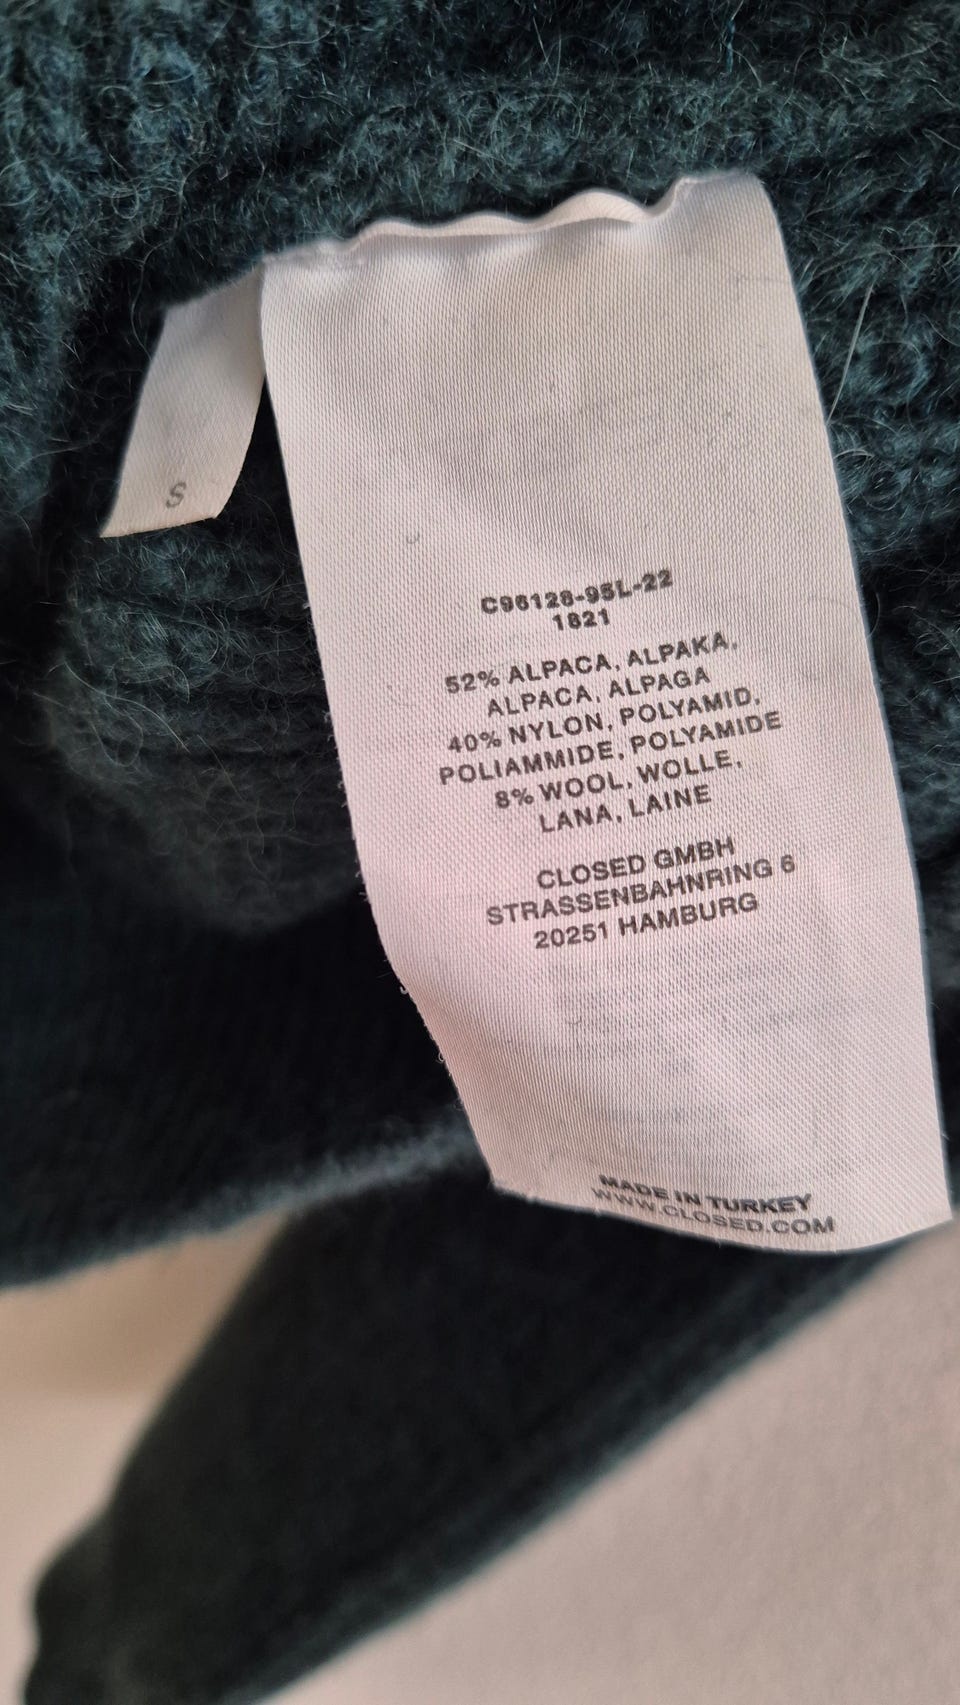 S
C96128-95L-22
1821
52% ALPACA, ALPAKA,
ALPACA, ALPAGA
40% NYLON, POLYAMID,
POLIAMMIDE, POLYAMIDE
8% WOOL, WOLLE,
LANA, LAINE
CLOSED GMBH
STRASSENBAHNRING 6
20251 HAMBURG
MADE IN TURKEY
WWW.CLOSED.COM